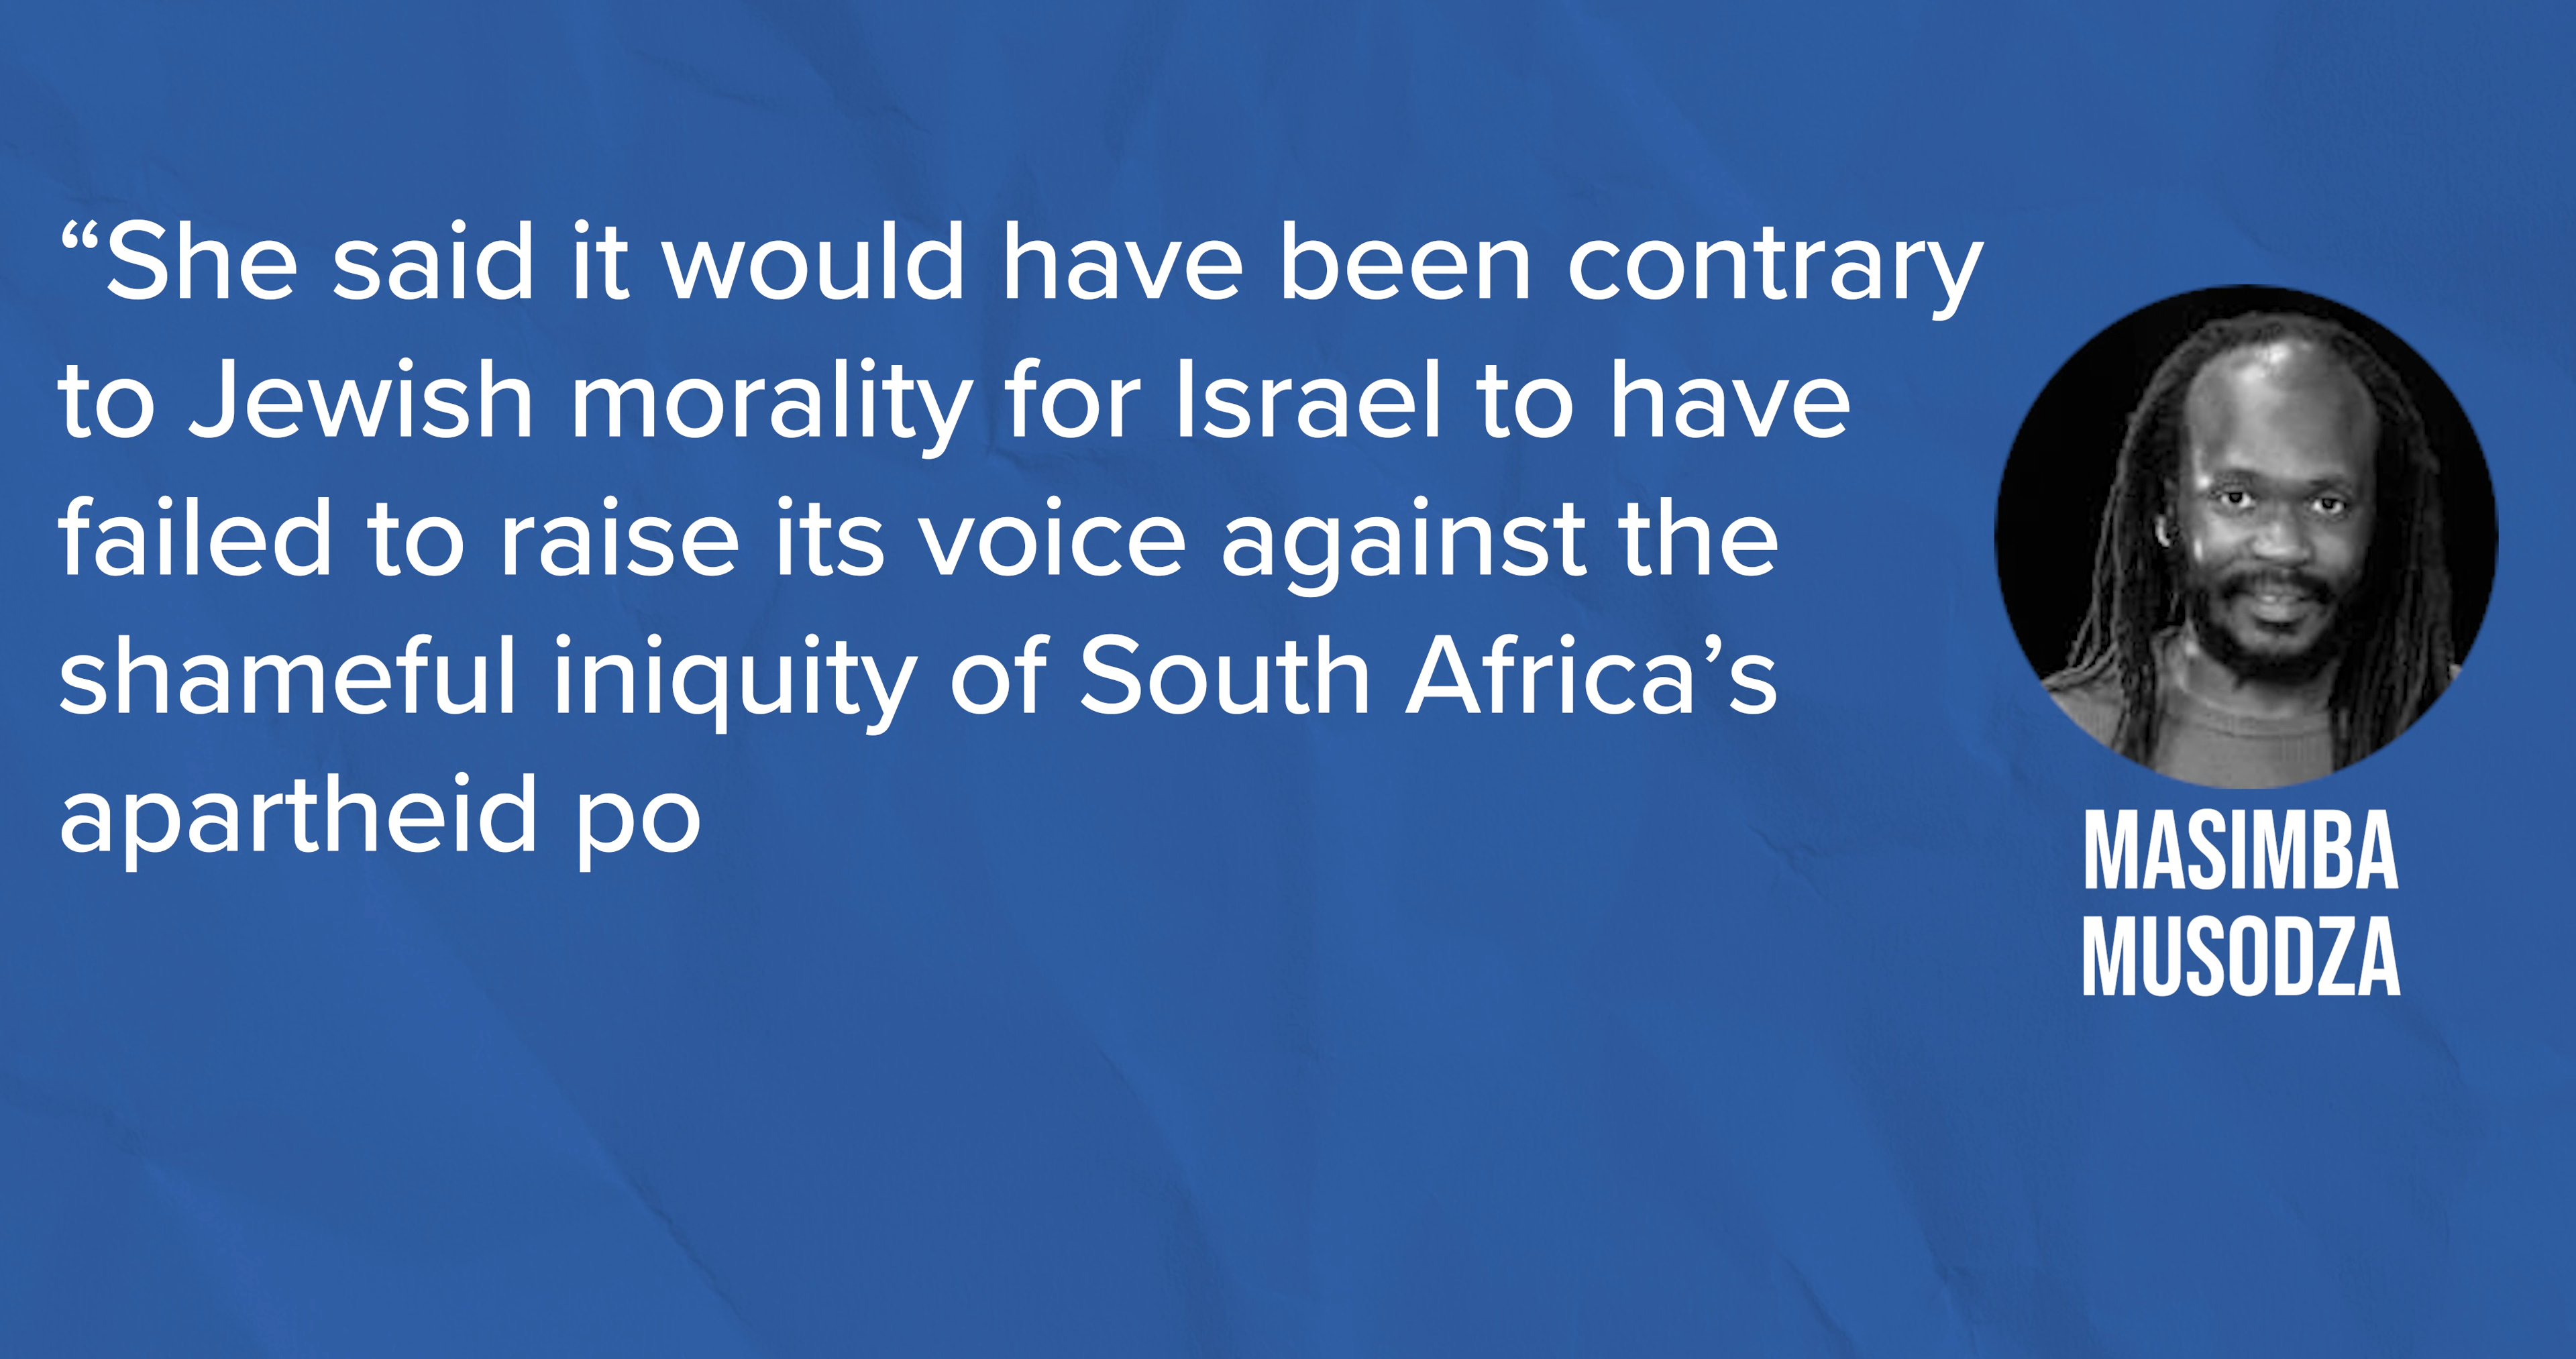 “She said it would have been contrary
to Jewish morality for Israel to have
failed to raise its voice against the
shameful iniquity of South Africa’s
apartheid po
MASIMBA
MUSODZA